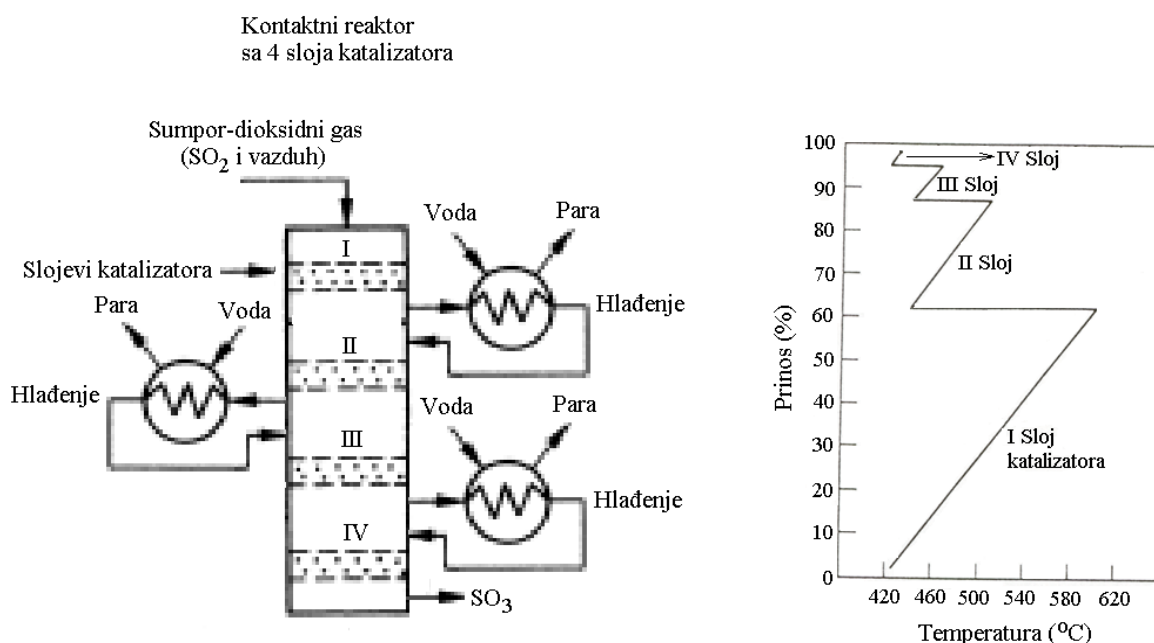 Kontaktni reaktor
sa 4 sloja katalizatora
Sumpor-dioksidni gas
(SO2 i vazduh)
Voda
Para
I
Slojevi katalizatora
Para
Voda
Hlađenje
II
Hlađenje
Voda
Para
III
Hlađenje
IV
SO3
100
90
80
70
60
50
40
30
20
10
0
Prinos (%)
IV Sloj
III Sloj
II Sloj
I Sloj
katalizatora
420 460 500 540 580 620
Temperatura (°C)